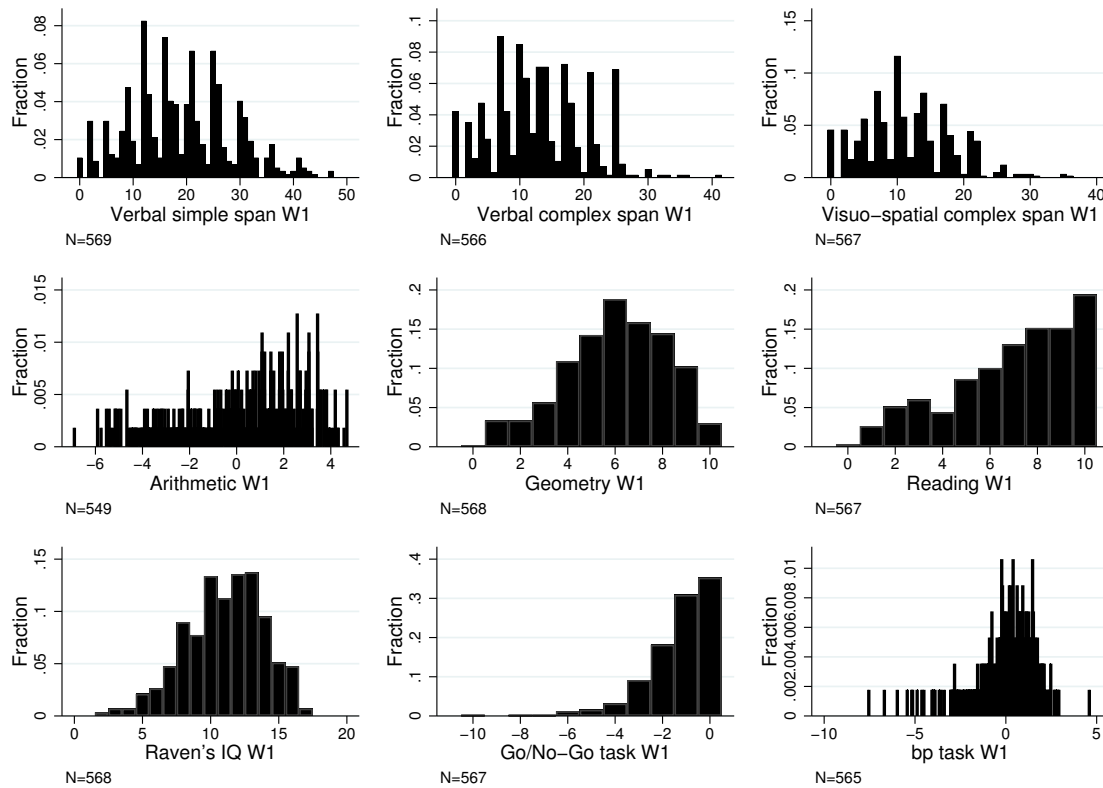 0 .02 .04 .06 .08
Fraction
0 10 20 30 40 50
Verbal simple span W1
N=569
0 .02 .04 .06 .08 .1
Fraction
0 10 20 30 40
Verbal complex span W1
N=566
0 .05 .1 .15
Fraction
0 10 20 30 40
Visuo−spatial complex span W1
N=567
0 .005 .01 .015
Fraction
−6 −4 −2 0 2 4
Arithmetic W1
N=549
0 .05 .1 .15 .2
Fraction
0 2 4 6 8 10
Geometry W1
N=568
0 .05 .1 .15 .2
Fraction
0 2 4 6 8 10
Reading W1
N=567
0 .05 .1 .15
Fraction
0 5 10 15 20
Raven's IQ W1
N=568
0 .1 .2 .3 .4
Fraction
−10 −8 −6 −4 −2 0
Go/No−Go task W1
N=567
0 .002 .004 .006 .008 .01
Fraction
−10 −5 0 5
bp task W1
N=565